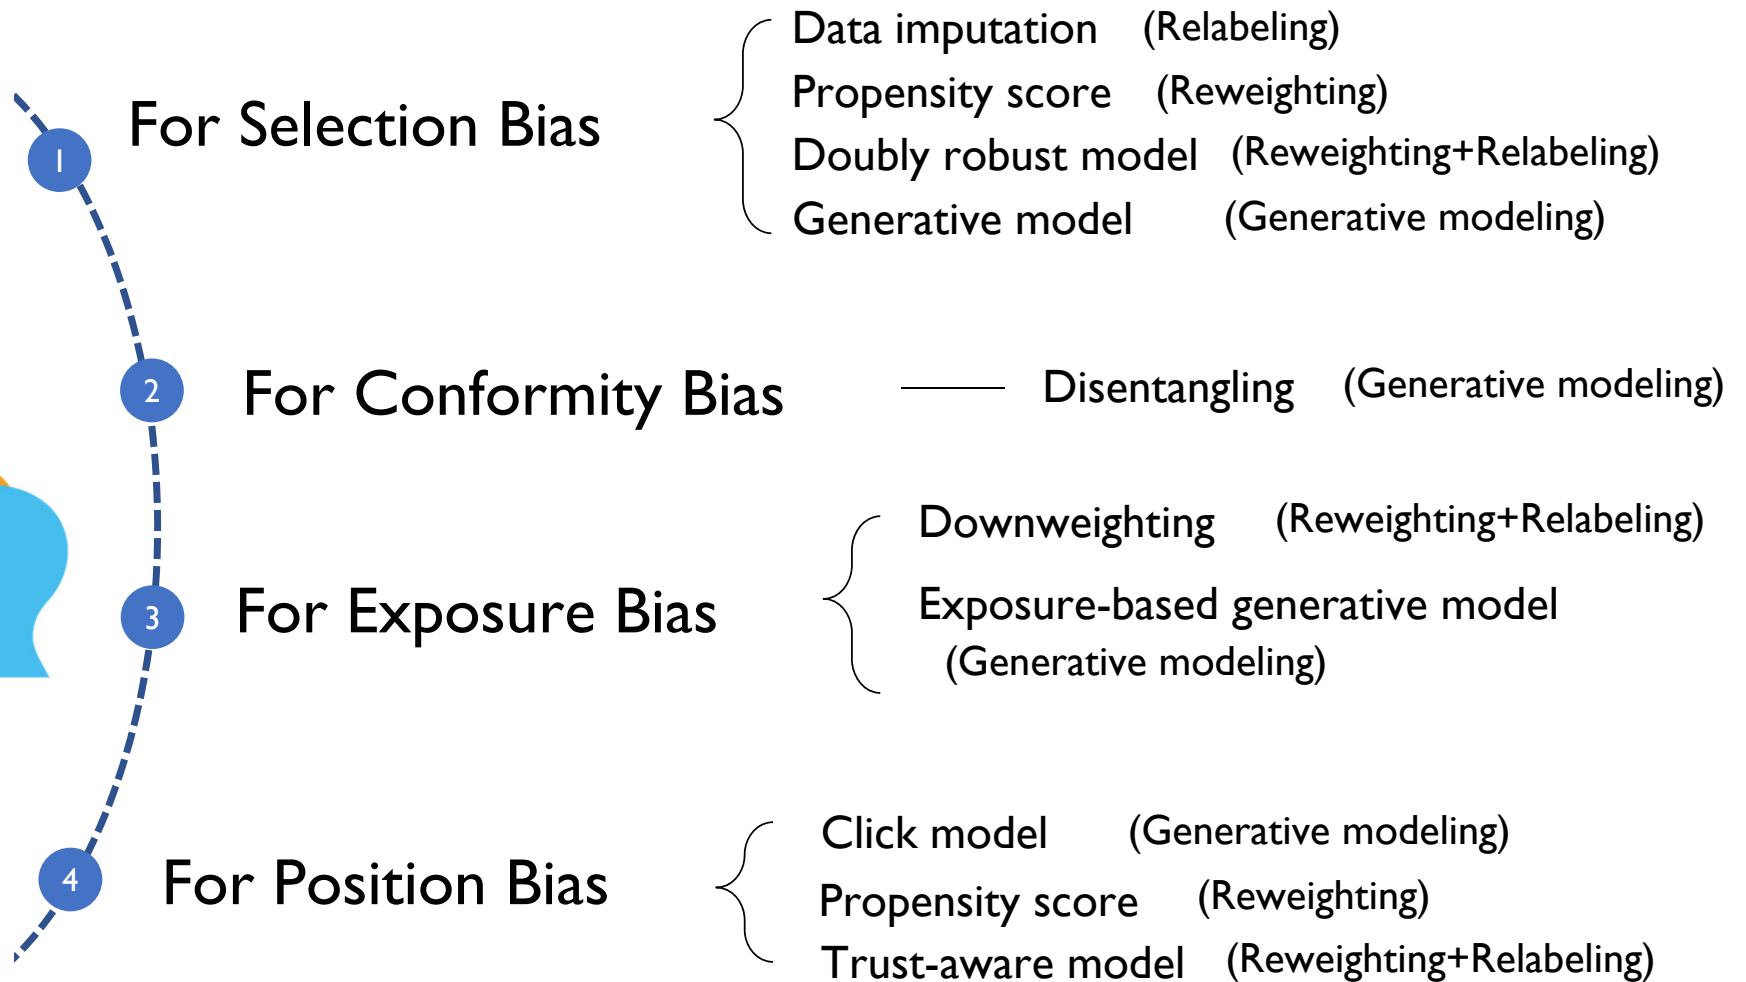 Data imputation (Relabeling)
Propensity score (Reweighting)
1 For Selection Bias
Doubly robust model (Reweighting+Relabeling)
Generative model (Generative modeling)
2 For Conformity Bias Disentangling (Generative modeling)
Downweighting (Reweighting+Relabeling)
3 For Exposure Bias
Exposure-based generative model
(Generative modeling)
Click model (Generative modeling)
4 For Position Bias
Propensity score (Reweighting)
Trust-aware model (Reweighting+Relabeling)